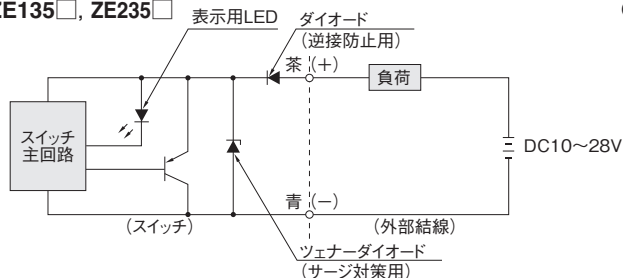 ZE135□, ZE235□
表示用LED
ダイオード
(逆接防止用)
茶 (+)
負荷
スイッチ
主回路
DC10～28V
青 (−)
(スイッチ)
(外部結線)
ツェナーダイオード
(サージ対策用)